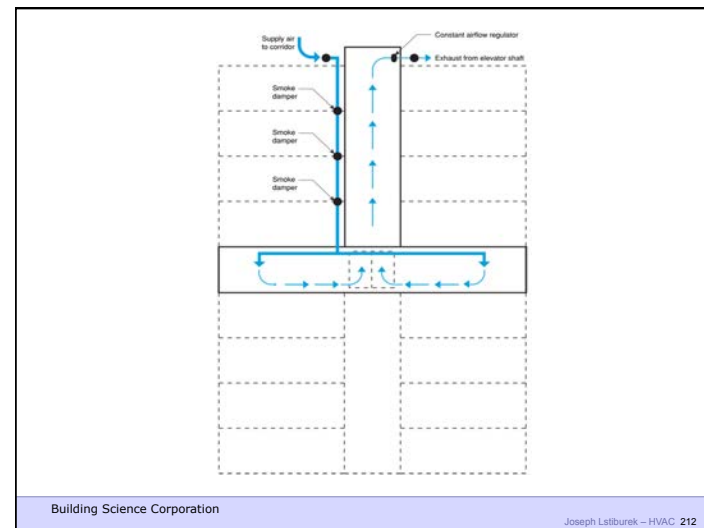 Supply air
to corridor
Constant airflow regulator
Exhaust from elevator shaft
Smoke
damper
Smoke
damper
Smoke
damper
Building Science Corporation
Joseph Lstiburek – HVAC 212